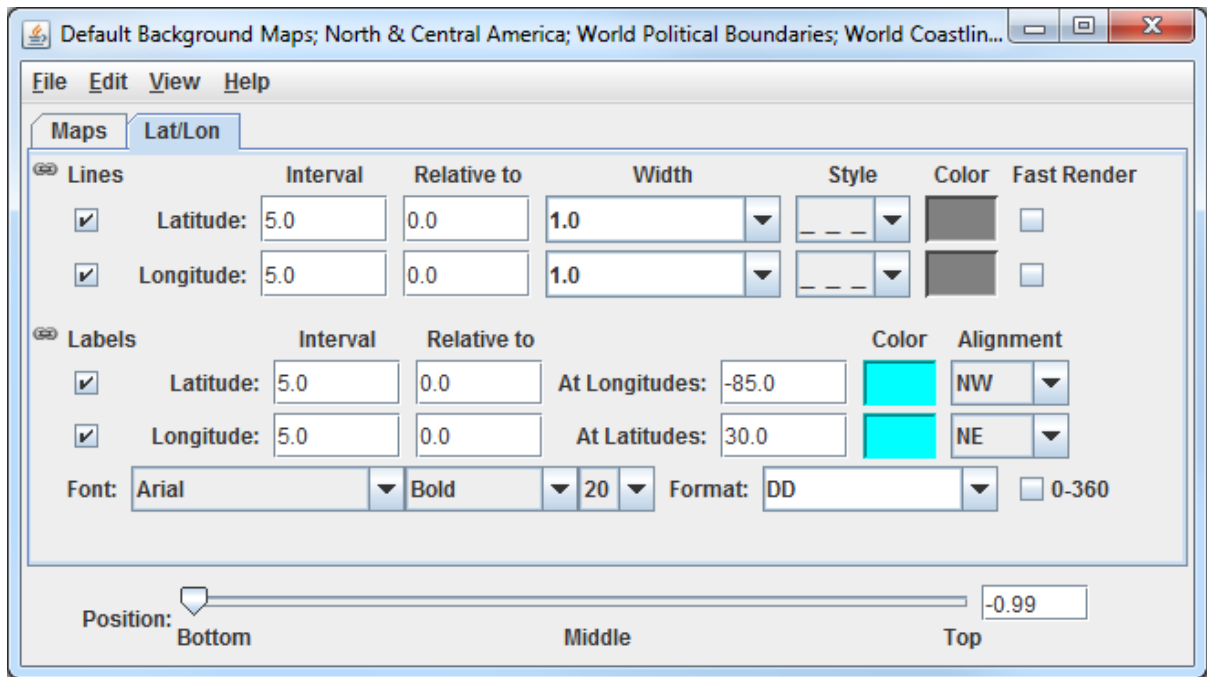 Default Background Maps; North & Central America; World Political Boundaries; World Coastlin...
File Edit View Help
Maps Lat/Lon
Lines Interval Relative to Width Style Color Fast Render
Latitude: 5.0 0.0 1.0
Longitude: 5.0 0.0 1.0
Labels Interval Relative to Color Alignment
Latitude: 5.0 0.0 At Longitudes: -85.0 NW
Longitude: 5.0 0.0 At Latitudes: 30.0 NE
Font: Arial Bold 20 Format: DD 0-360
Position: -0.99
Bottom Middle Top